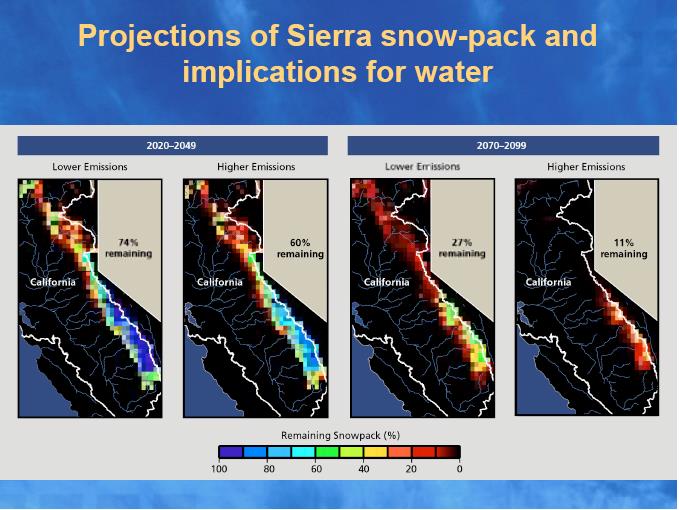 Projections of Sierra snow-pack and
implications for water
2020–2049
2070–2099
Lower Emissions
Higher Emissions
Lower Emissions
Higher Emissions
74%
remaining
California
60%
remaining
California
27%
remaining
California
11%
remaining
California
Remaining Snowpack (%)
100 80 60 40 20 0